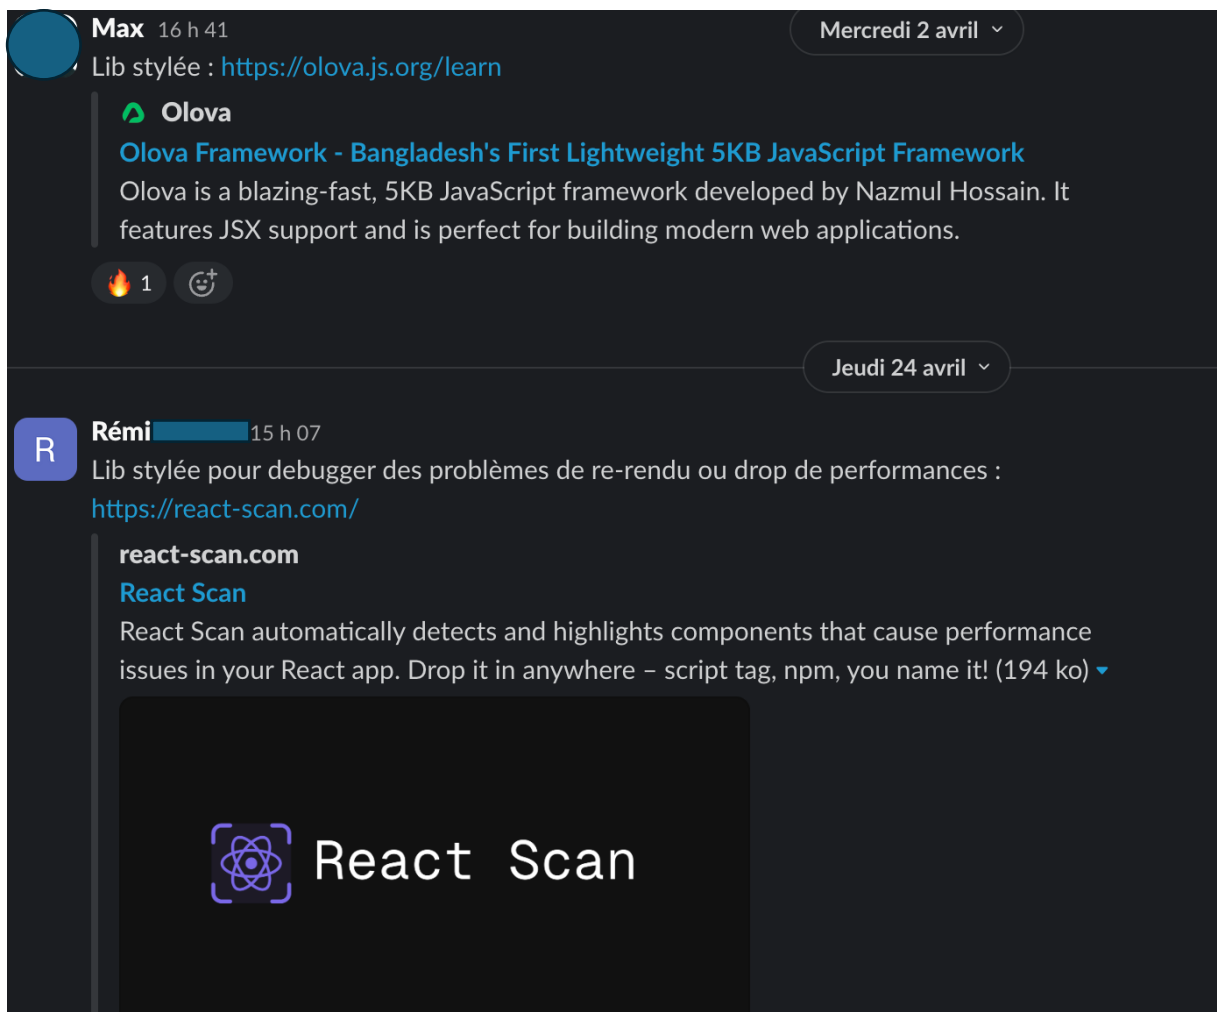 Max 16 h 41
Mercredi 2 avril
Lib stylée : https://olova.js.org/learn
Olova
Olova Framework - Bangladesh's First Lightweight 5KB JavaScript Framework
Olova is a blazing-fast, 5KB JavaScript framework developed by Nazmul Hossain. It
features JSX support and is perfect for building modern web applications.
🔥 1
Jeudi 24 avril
R
Rémi 15 h 07
Lib stylée pour debugger des problèmes de re-rendu ou drop de performances :
https://react-scan.com/
react-scan.com
React Scan
React Scan automatically detects and highlights components that cause performance
issues in your React app. Drop it in anywhere – script tag, npm, you name it! (194 ko)
React Scan